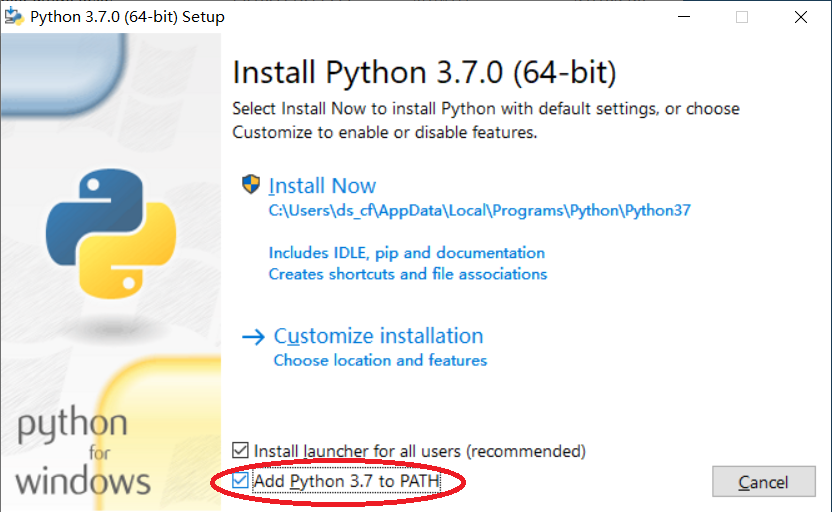 Python 3.7.0 (64-bit) Setup
Install Python 3.7.0 (64-bit)
Select Install Now to install Python with default settings, or choose
Customize to enable or disable features.
Install Now
C:\Users\ds_cf\AppData\Local\Programs\Python\Python37
Includes IDLE, pip and documentation
Creates shortcuts and file associations
Customize installation
Choose location and features
python
for
windows
Install launcher for all users (recommended)
Add Python 3.7 to PATH
Cancel